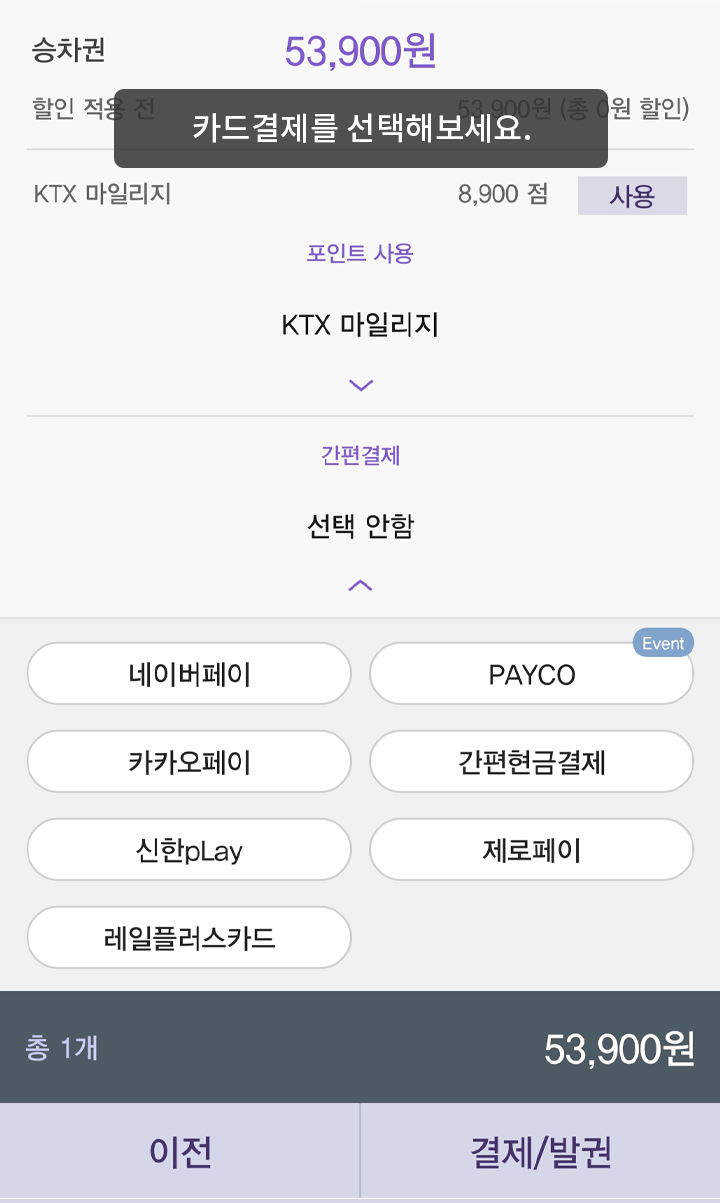 승차권 53,900원
할인 적용 전 53,900원 (총 0원 할인)
카드결제를 선택해보세요.
KTX 마일리지 8,900 점 사용
포인트 사용
KTX 마일리지
간편결제
선택 안함
Event
네이버페이 PAYCO
카카오페이 간편현금결제
신한pLay 제로페이
레일플러스카드
총 1개 53,900원
이전 결제/발권